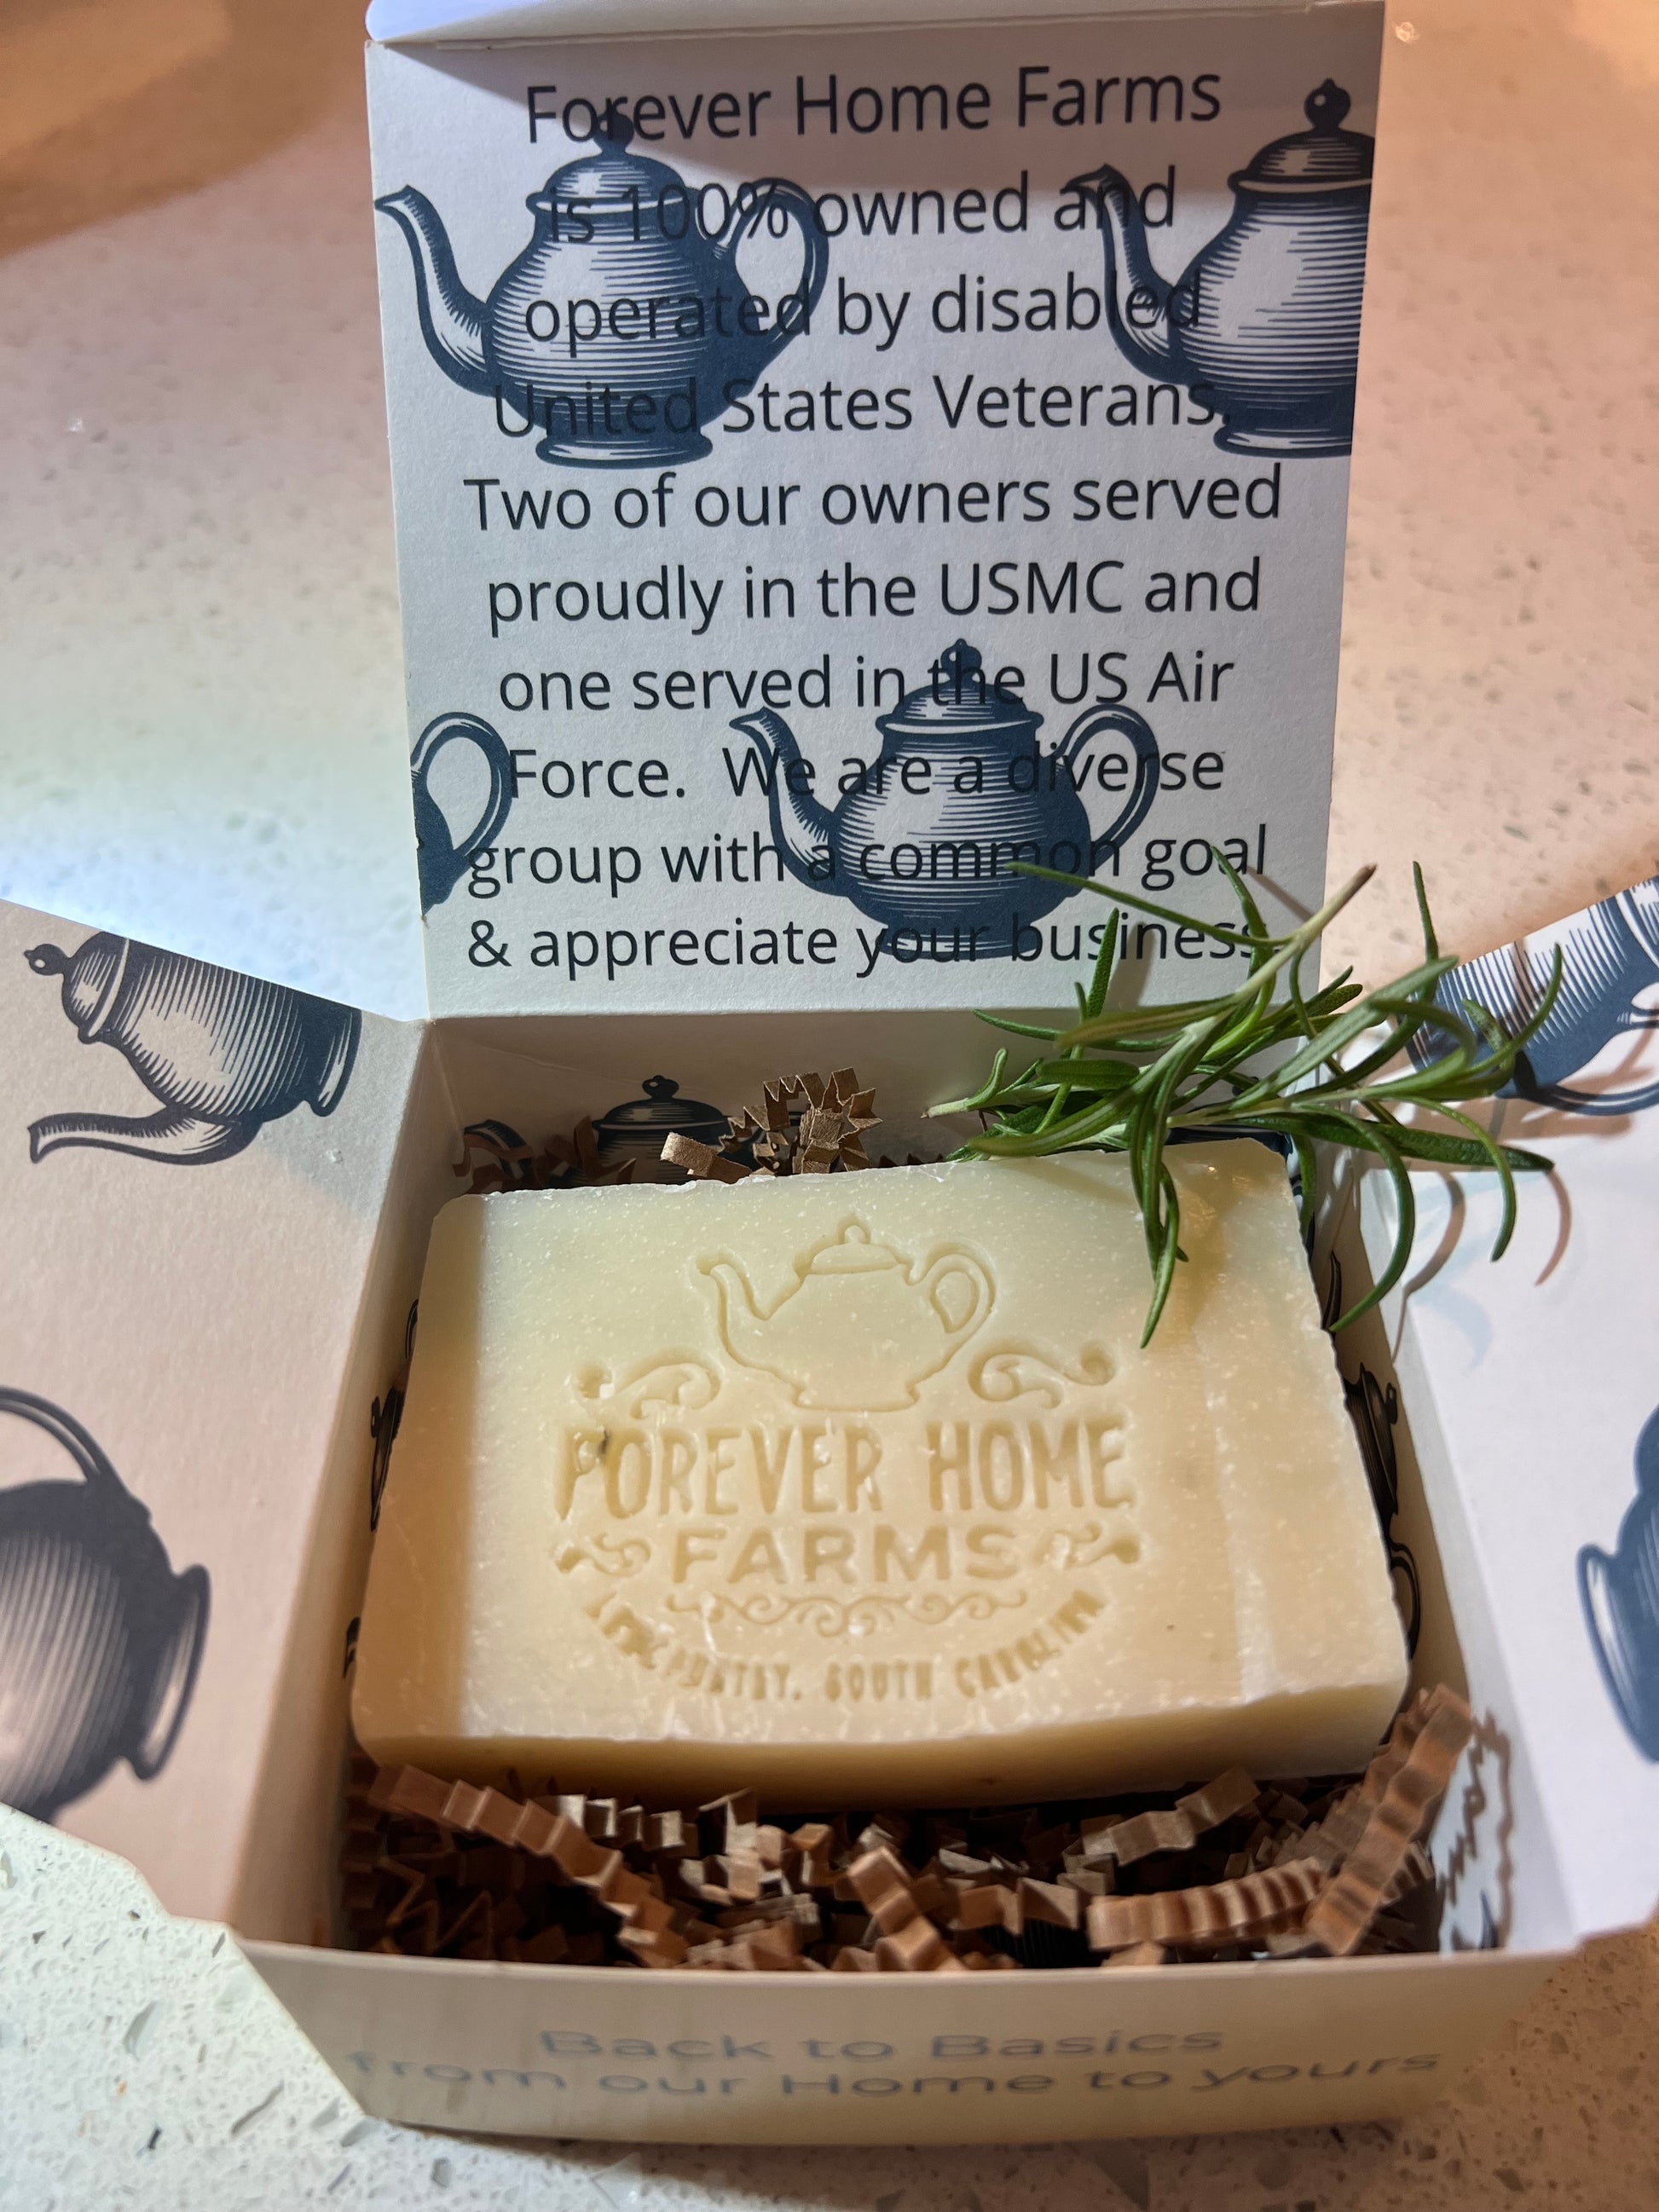 Forever Home Farms
is 100% owned and
operated by disabled
United States Veterans.
Two of our owners served
proudly in the USMC and
one served in the US Air
Force. We are a diverse
group with a common goal
& appreciate your business
FOREVER HOME
FARMS
SOUTH CAROLINA
Back to Basics
from our Home to yours